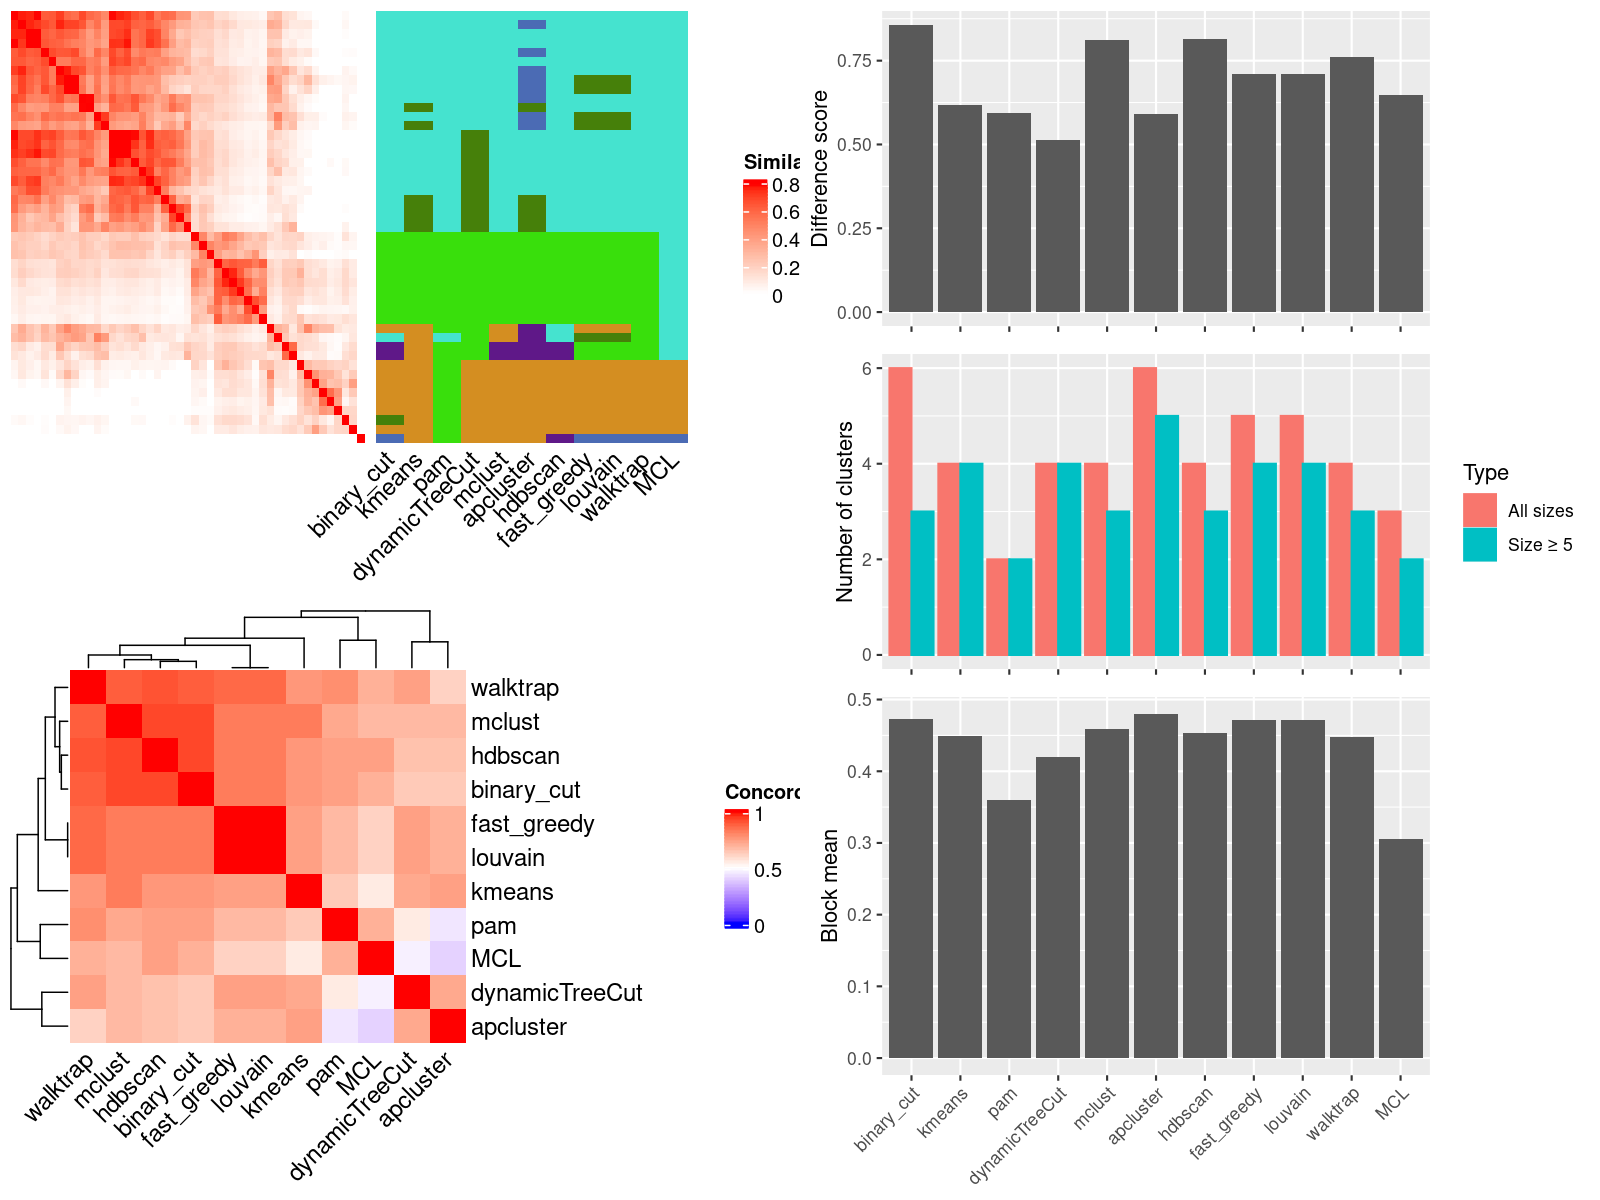 Simila
0.8
0.6
0.4
0.2
0
binary_cut
kmeans
pam
dynamicTreeCut
mclust
apcluster
hdbscan
fast_greedy
louvain
walktrap
MCL
walktrap
mclust
hdbscan
binary_cut
fast_greedy
louvain
kmeans
pam
MCL
dynamicTreeCut
apcluster
walktrap
mclust
hdbscan
binary_cut
fast_greedy
louvain
kmeans
pam
MCL
dynamicTreeCut
apcluster
Concord
1
0.5
0
Difference score
0.75
0.50
0.25
0.00
Number of clusters
6
4
2
0
Type
All sizes
Size ≥ 5
Block mean
0.5
0.4
0.3
0.2
0.1
0.0
binary_cut
kmeans
pam
dynamicTreeCut
mclust
apcluster
hdbscan
fast_greedy
louvain
walktrap
MCL